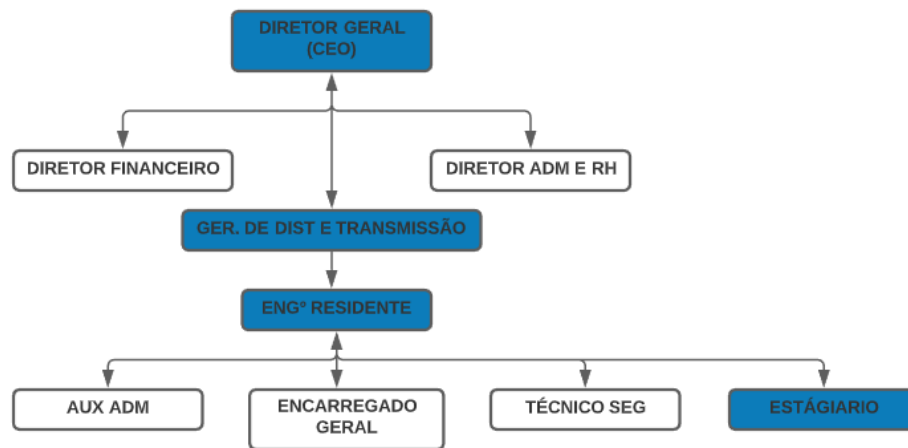 DIRETOR GERAL
(CEO)
DIRETOR FINANCEIRO
DIRETOR ADM E RH
GER. DE DIST E TRANSMISSÃO
ENGº RESIDENTE
AUX ADM
ENCARREGADO
GERAL
TÉCNICO SEG
ESTÁGIARIO